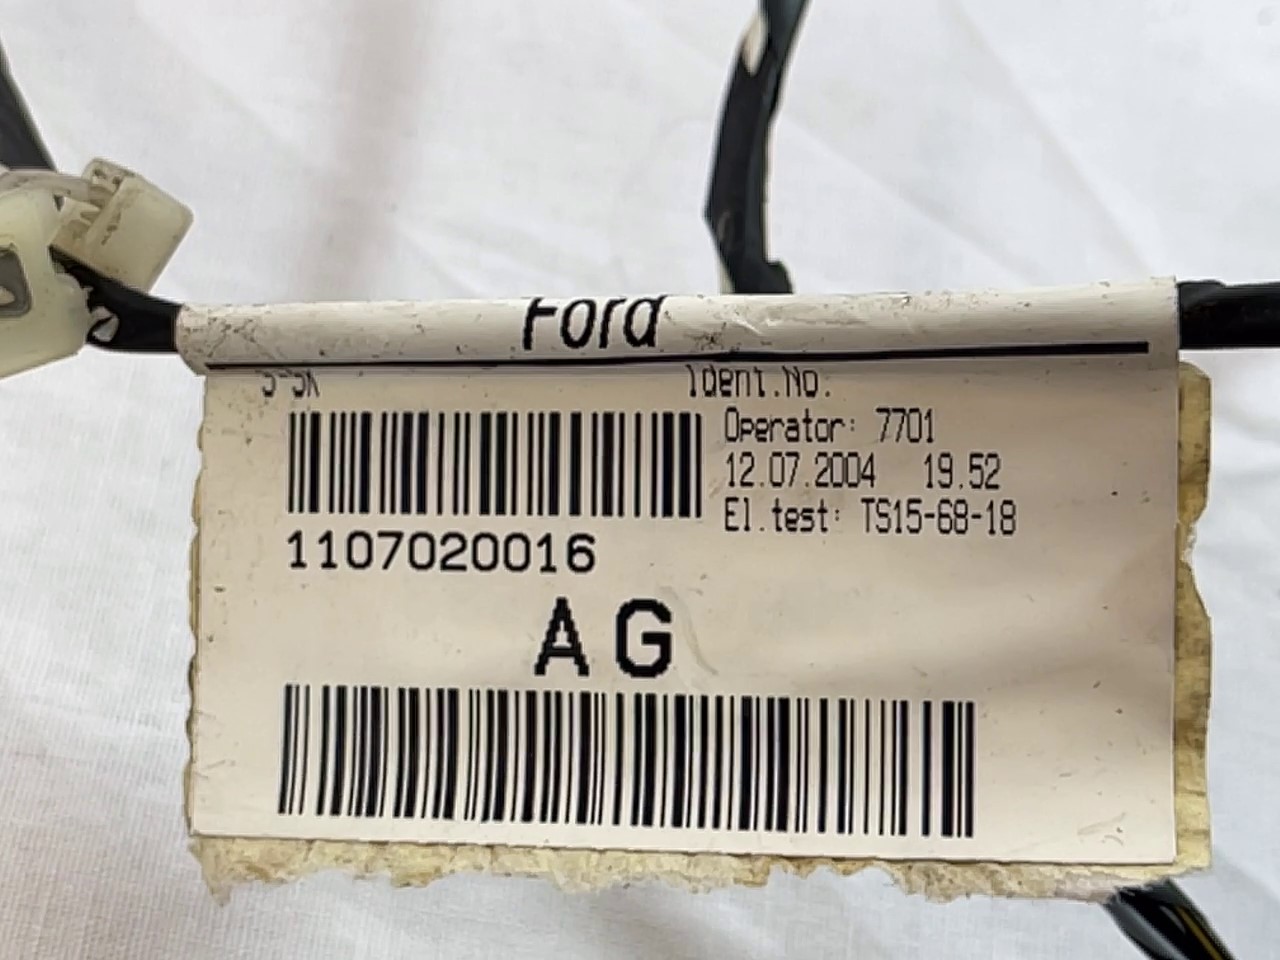 Ford
Ident.No:
Operator: 7701
12.07.2004 19.52
El.test: TS15-68-18
1107020016
AG